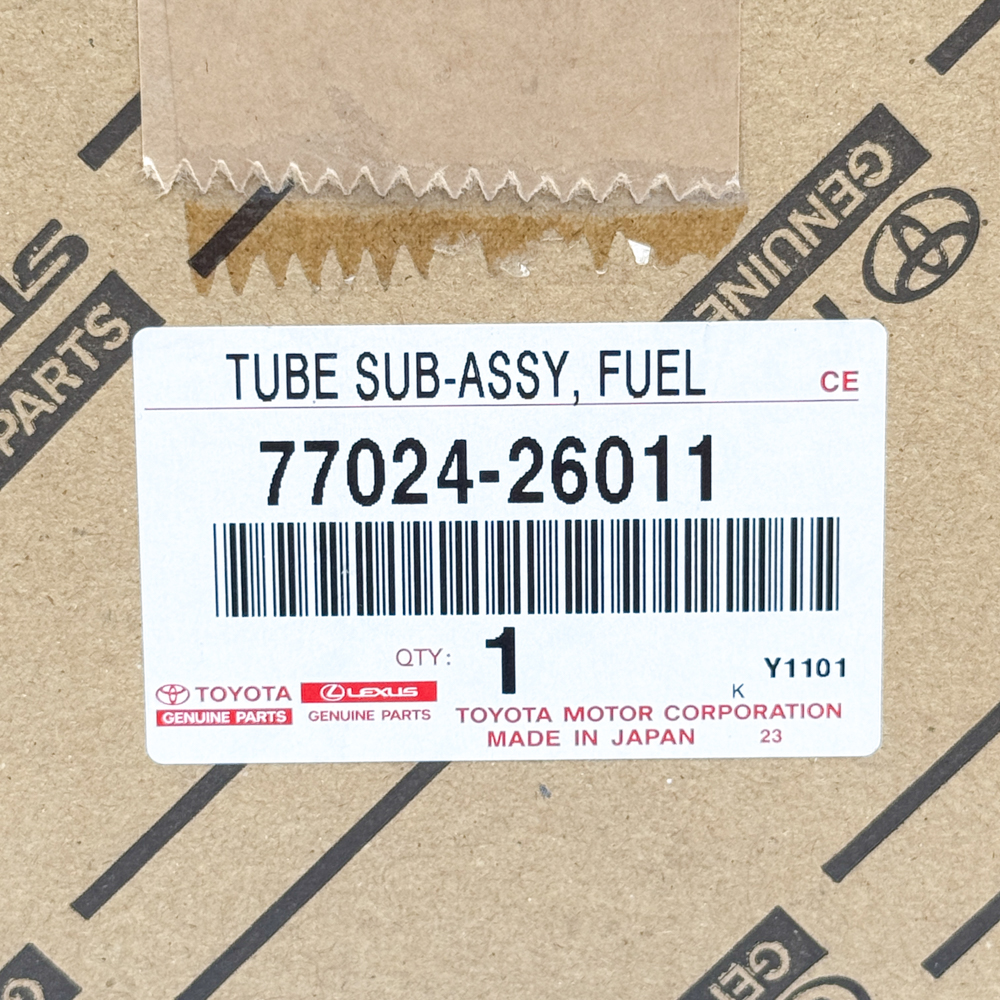 GENUINE
PARTS
TUBE SUB-ASSY, FUEL
CE
77024-26011
QTY: 1
Y1101
K
TOYOTA
GENUINE PARTS
LEXUS
GENUINE PARTS
TOYOTA MOTOR CORPORATION
MADE IN JAPAN 23